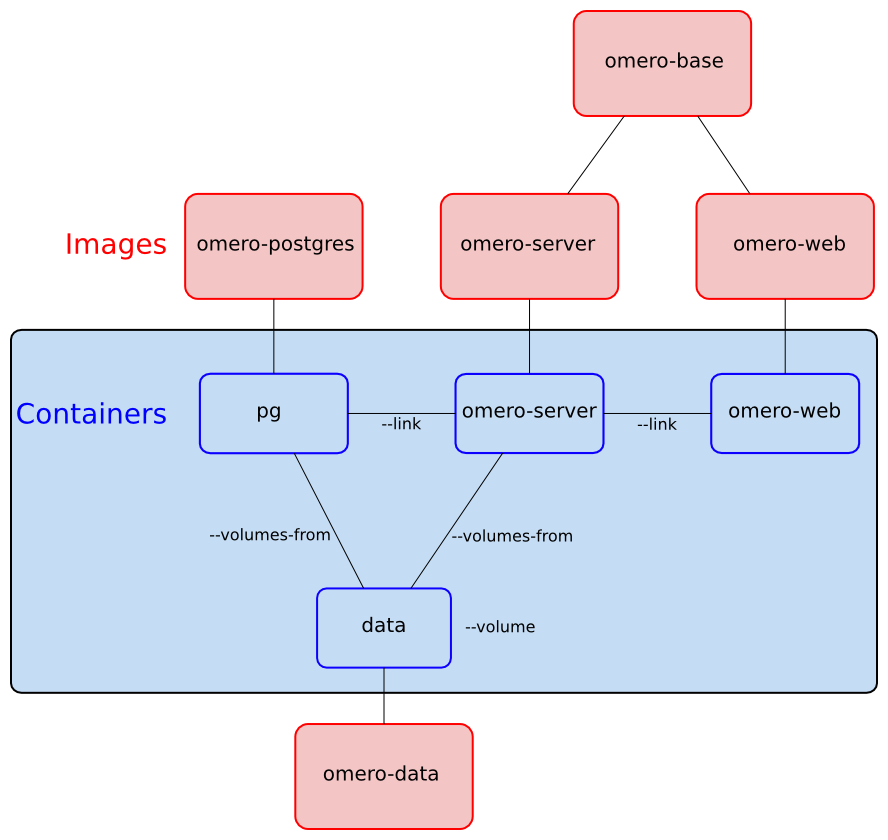 omero-base
Images
omero-postgres
omero-server
omero-web
Containers
pg
--link
omero-server
--link
omero-web
--volumes-from
--volumes-from
data
--volume
omero-data